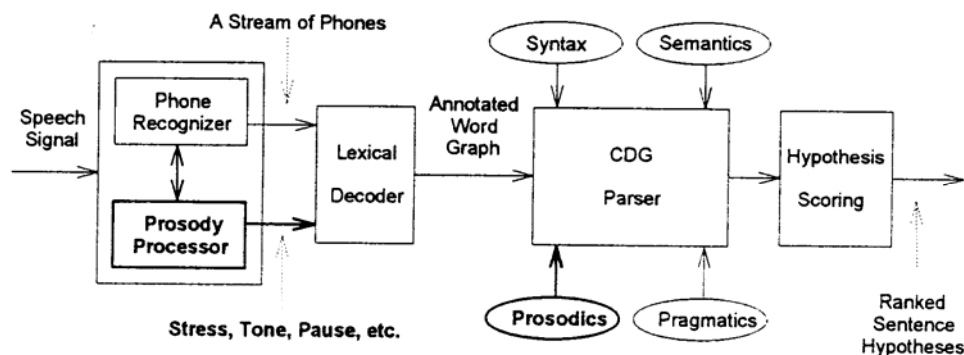 A Stream of Phones
Syntax
Semantics
Speech
Signal
Phone
Recognizer
Prosody
Processor
Lexical
Decoder
Annotated
Word
Graph
CDG
Parser
Hypothesis
Scoring
Stress, Tone, Pause, etc.
Prosodics
Pragmatics
Ranked
Sentence
Hypotheses